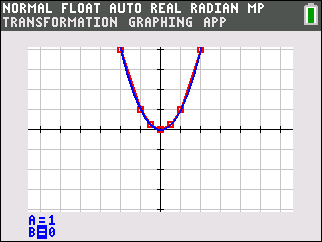 NORMAL FLOAT AUTO REAL RADIAN MP
TRANSFORMATION GRAPHING APP
A=1
B=0